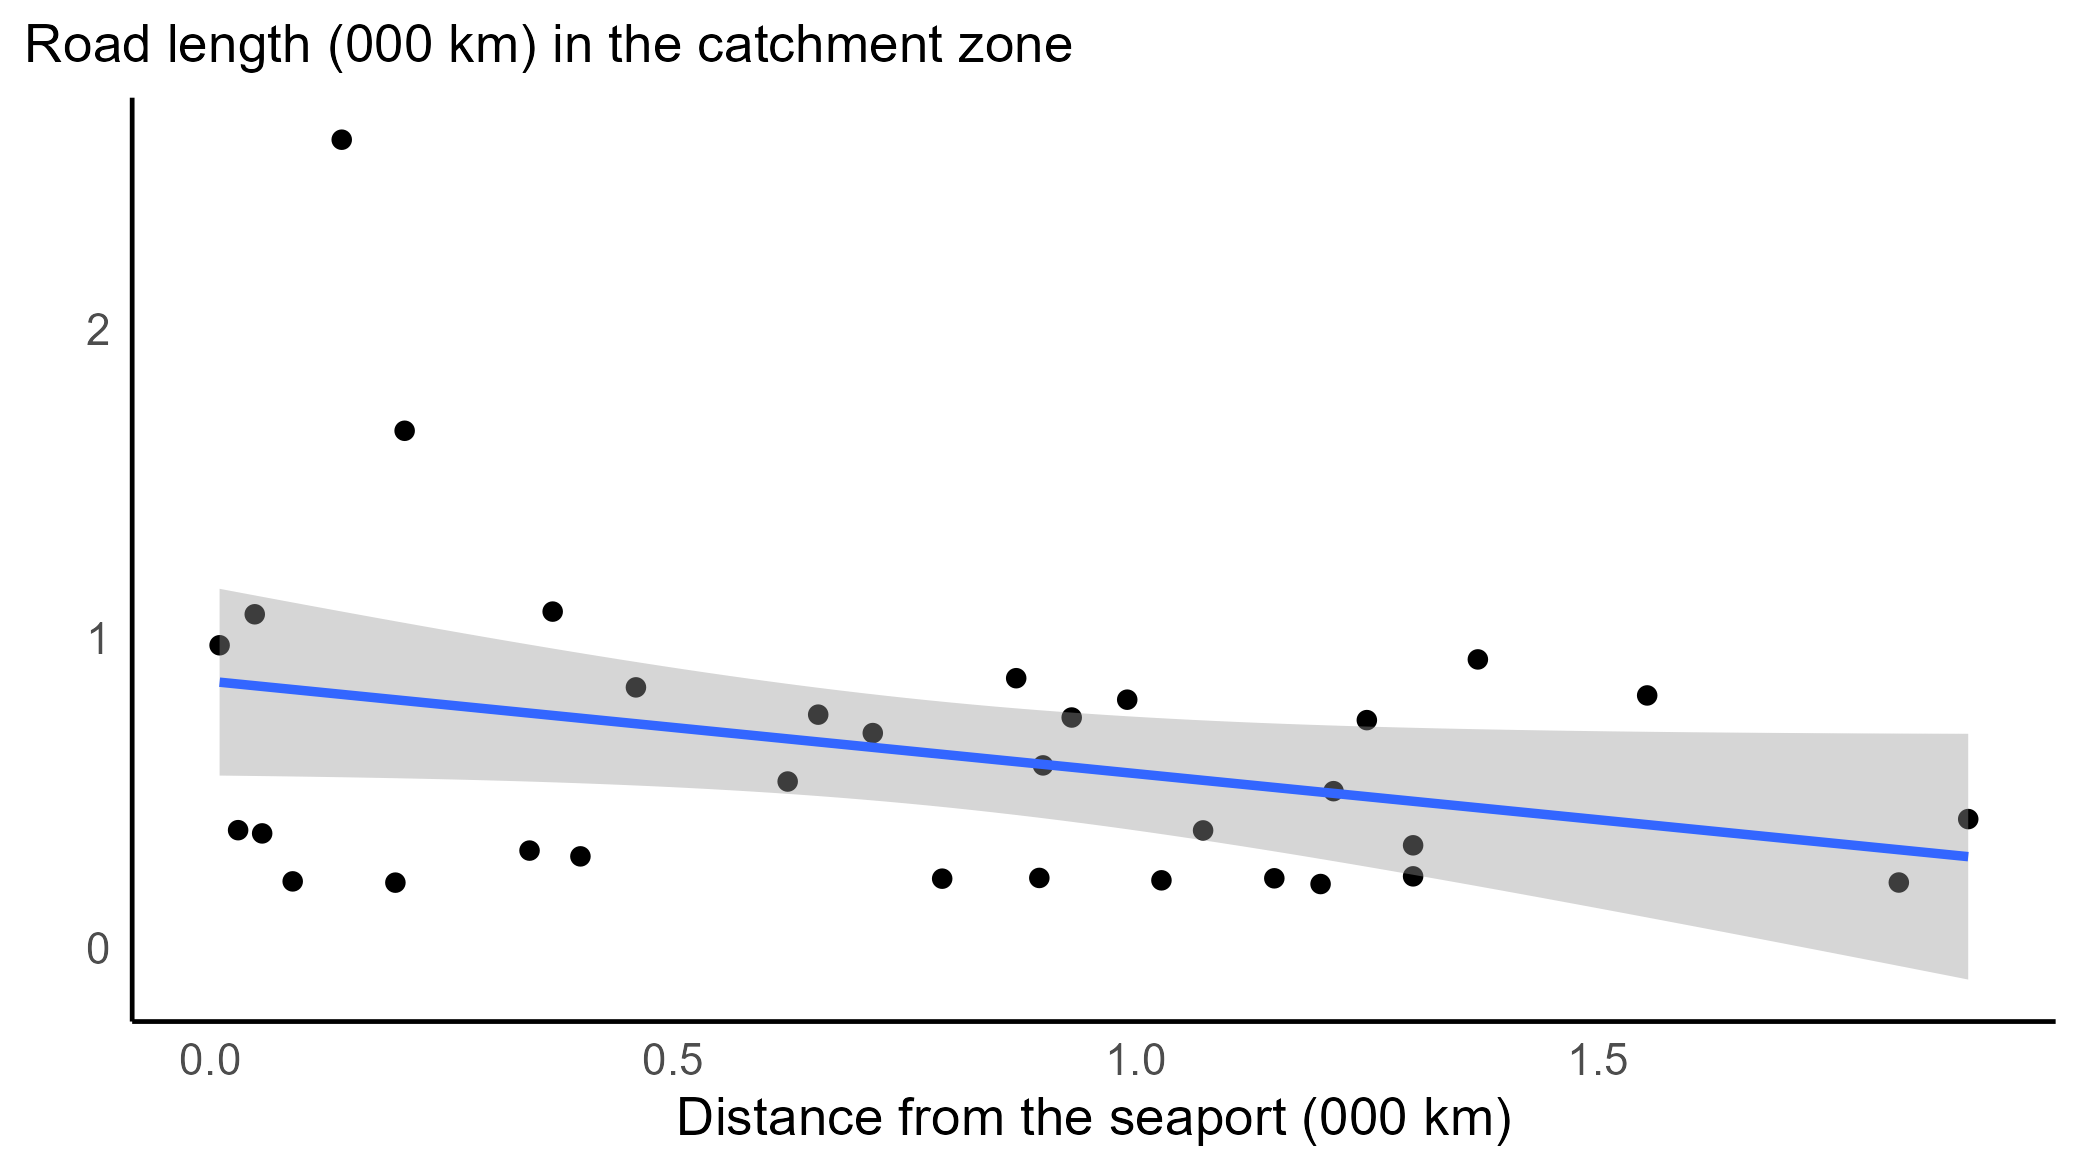 Road length (000 km) in the catchment zone
2
1
0
0.0 0.5 1.0 1.5
Distance from the seaport (000 km)